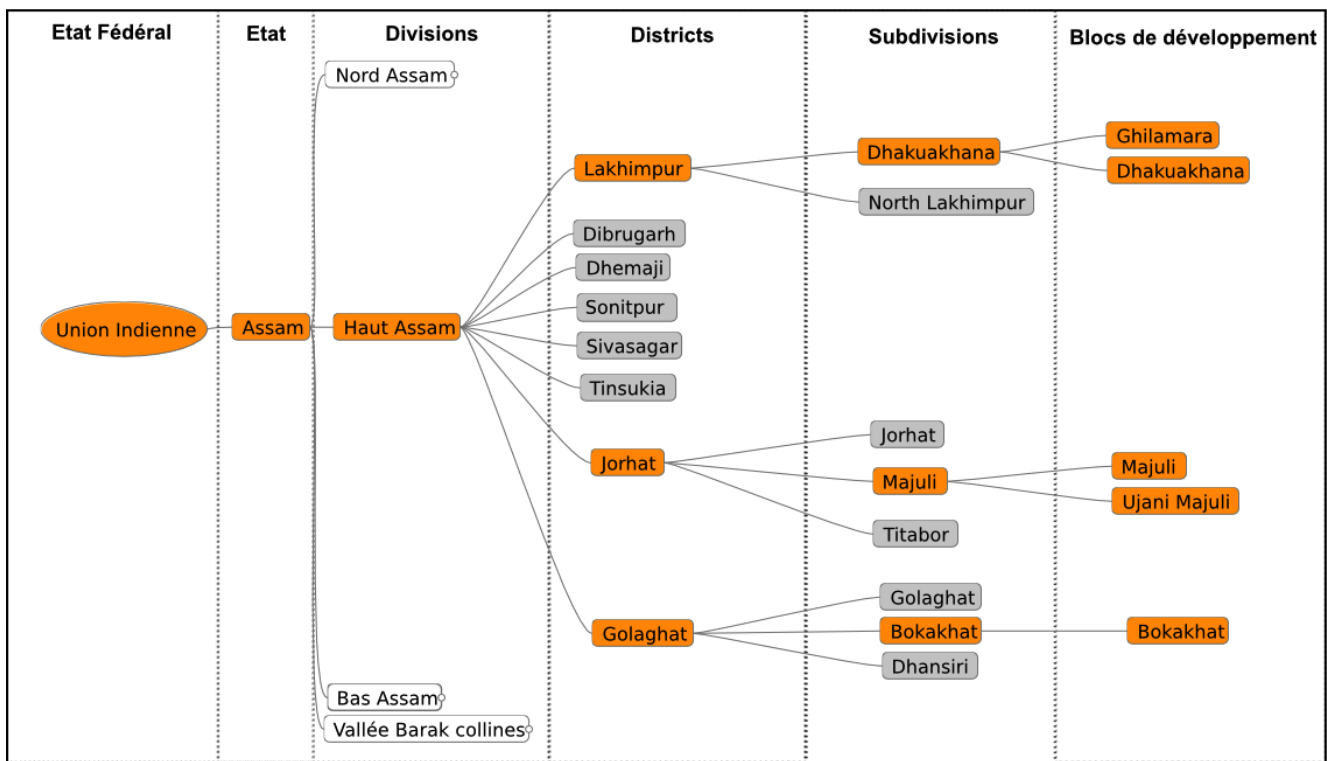 Etat Fédéral
Etat
Divisions
Districts
Subdivisions
Blocs de développement
Nord Assam
Ghilamara
Dhakuakhana
Lakhimpur
Dhakuakhana
North Lakhimpur
Dibrugarh
Dhemaji
Sonitpur
Union Indienne
Assam
Haut Assam
Sivasagar
Tinsukia
Jorhat
Jorhat
Majuli
Majuli
Ujani Majuli
Titabor
Golaghat
Golaghat
Bokakhat
Bokakhat
Dhansiri
Bas Assam
Vallée Barak collines